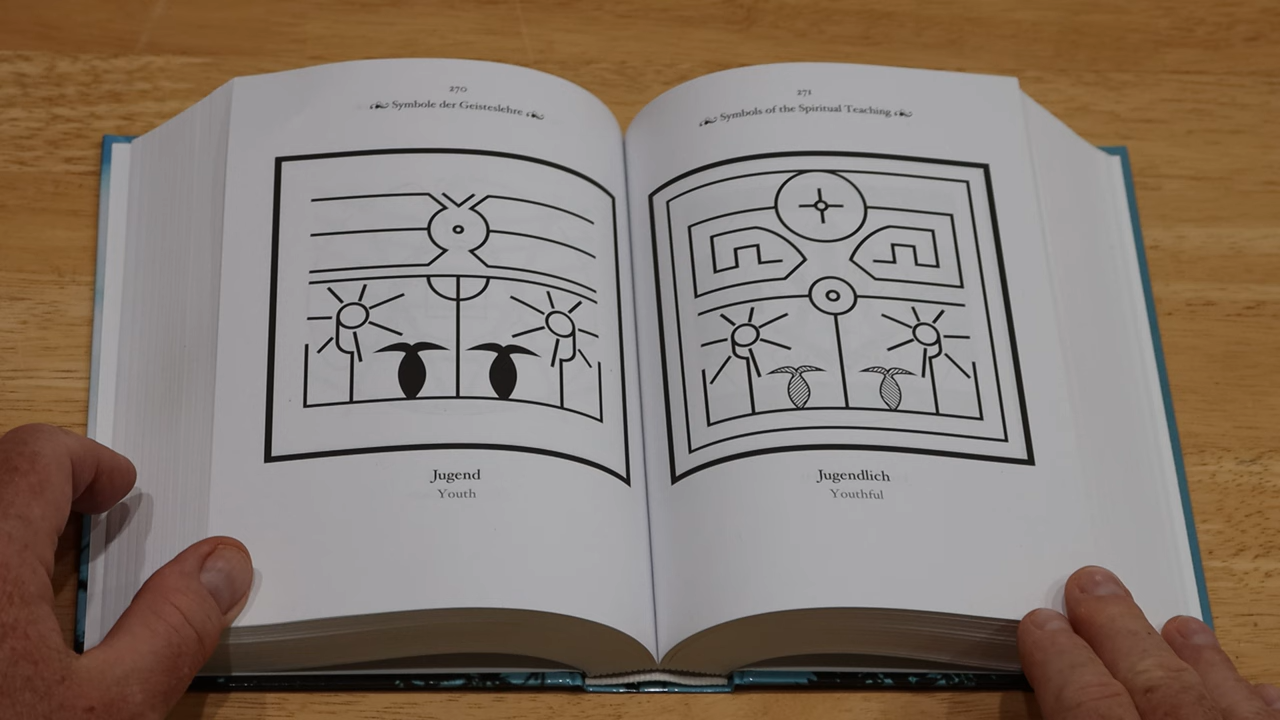 270
Symbole der Geisteslehre
Jugend
Youth
271
Symbols of the Spiritual Teaching
Jugendlich
Youthful